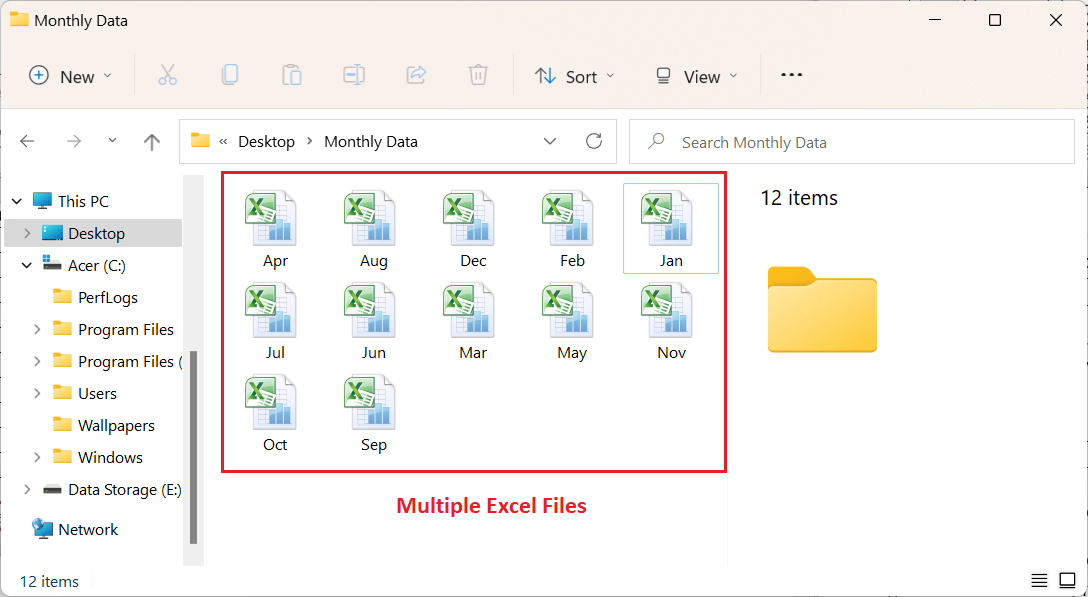 Monthly Data
New
Sort
View
« Desktop > Monthly Data
Search Monthly Data
This PC
Desktop
Acer (C:)
PerfLogs
Program Files
Program Files (
Users
Wallpapers
Windows
Data Storage (E:)
Network
Apr Aug Dec Feb Jan
Jul Jun Mar May Nov
Oct Sep
Multiple Excel Files
12 items
12 items